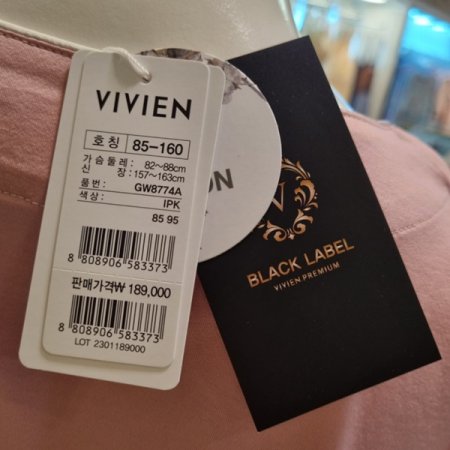 VIVIEN
호칭 85-160
가슴둘레: 82~88cm
신 장: 157~163cm
품번: GW8774A
색상: IPK
85 95
8 808906 583373
판매가격₩ 189,000
8 808906 583373
LOT 2301189000
ON
V
BLACK LABEL
VIVIEN PREMIUM